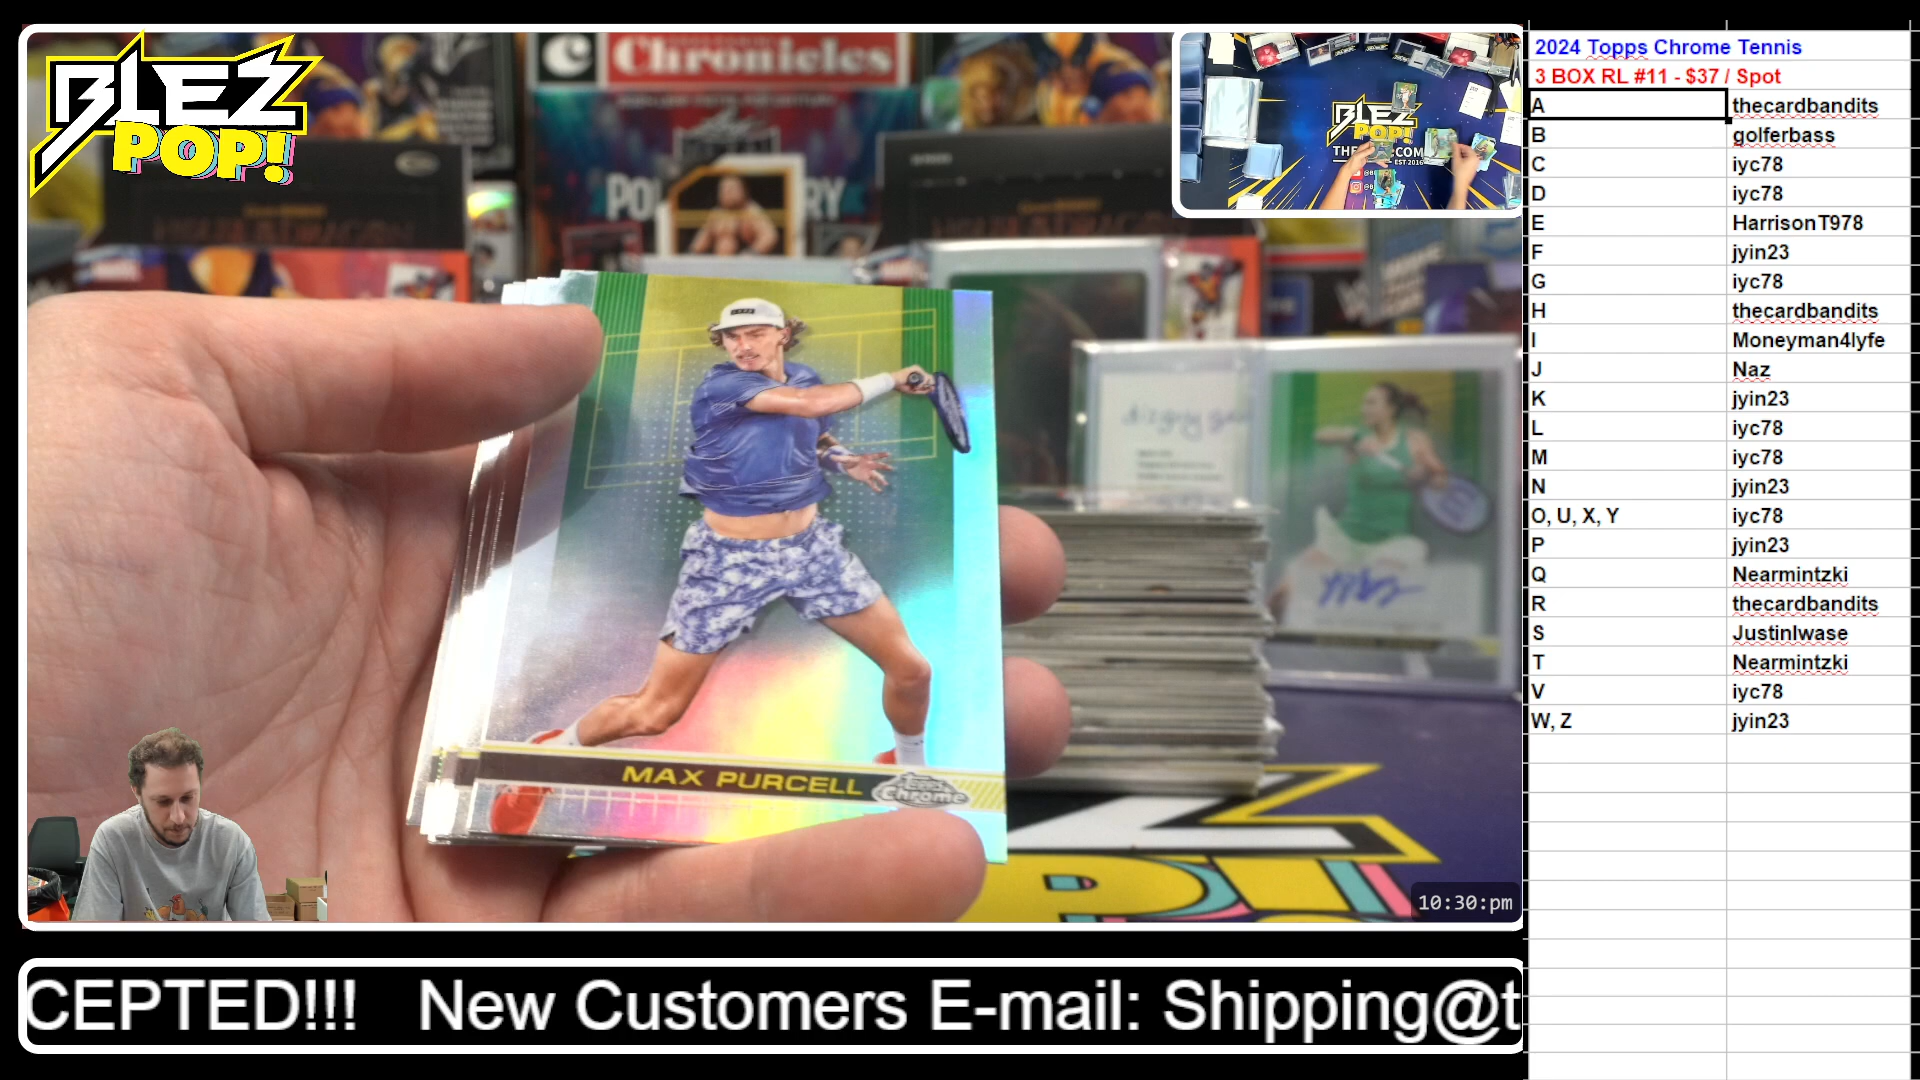 BLEZ
POP!
Chronicles
MAX PURCELL
Topps
Chrome
10:30:pm
CEPTED!!!   New Customers E-mail: Shipping@t
2024 Topps Chrome Tennis
3 BOX RL #11 - $37 / Spot
A thecardbandits
B golferbass
C iyc78
D iyc78
E HarrisonT978
F jyin23
G iyc78
H thecardbandits
I Moneyman4lyfe
J Naz
K jyin23
L iyc78
M iyc78
N jyin23
O, U, X, Y iyc78
P jyin23
Q Nearmintzki
R thecardbandits
S JustinIwase
T Nearmintzki
V iyc78
W, Z jyin23